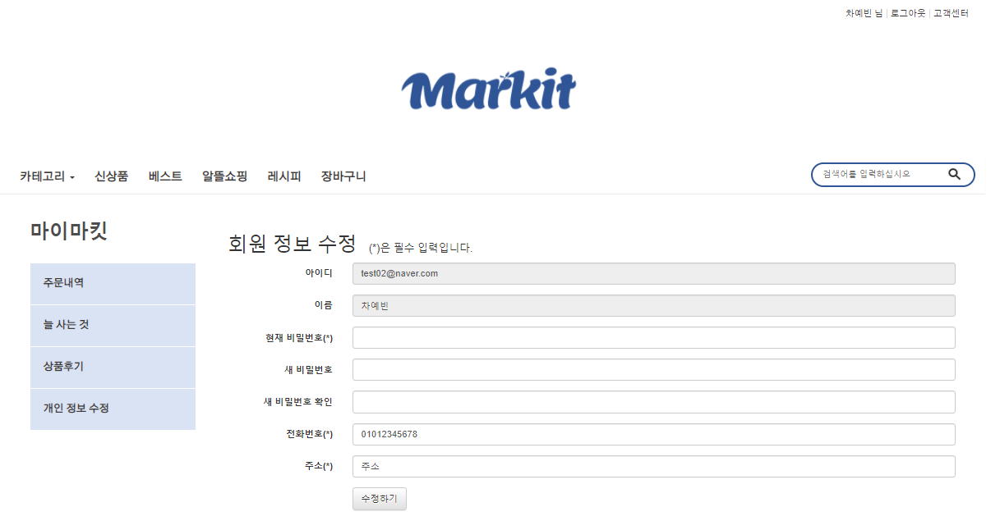 차예빈 님 | 로그아웃 | 고객센터
Markit
카테고리 신상품 베스트 알뜰쇼핑 레시피 장바구니 검색어를 입력하십시오
마이마킷
주문내역
늘 사는 것
상품후기
개인 정보 수정
회원 정보 수정 (*)은 필수 입력입니다.
아이디 test02@naver.com
이름 차예빈
현재 비밀번호(*)
새 비밀번호
새 비밀번호 확인
전화번호(*) 01012345678
주소(*) 주소
수정하기